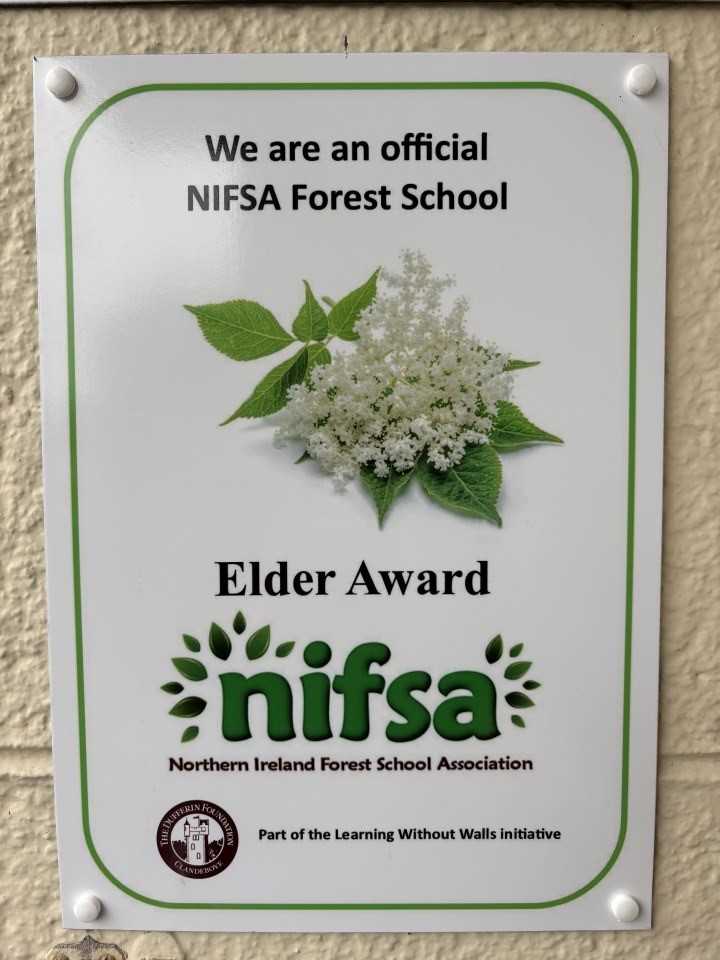 We are an official
NIFSA Forest School
Elder Award
nifsa
Northern Ireland Forest School Association
THE DUFFERIN FOUNDATION
CLANDEBOYE
Part of the Learning Without Walls initiative